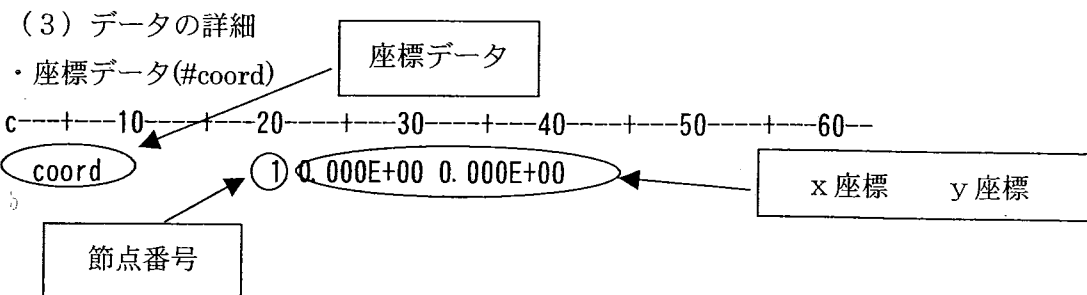 （3）データの詳細
・座標データ(#coord)
座標データ
c----+---10----+---20----+---30----+---40----+---50----+---60--
coord 1 0.000E+00 0.000E+00
x座標 y座標
節点番号